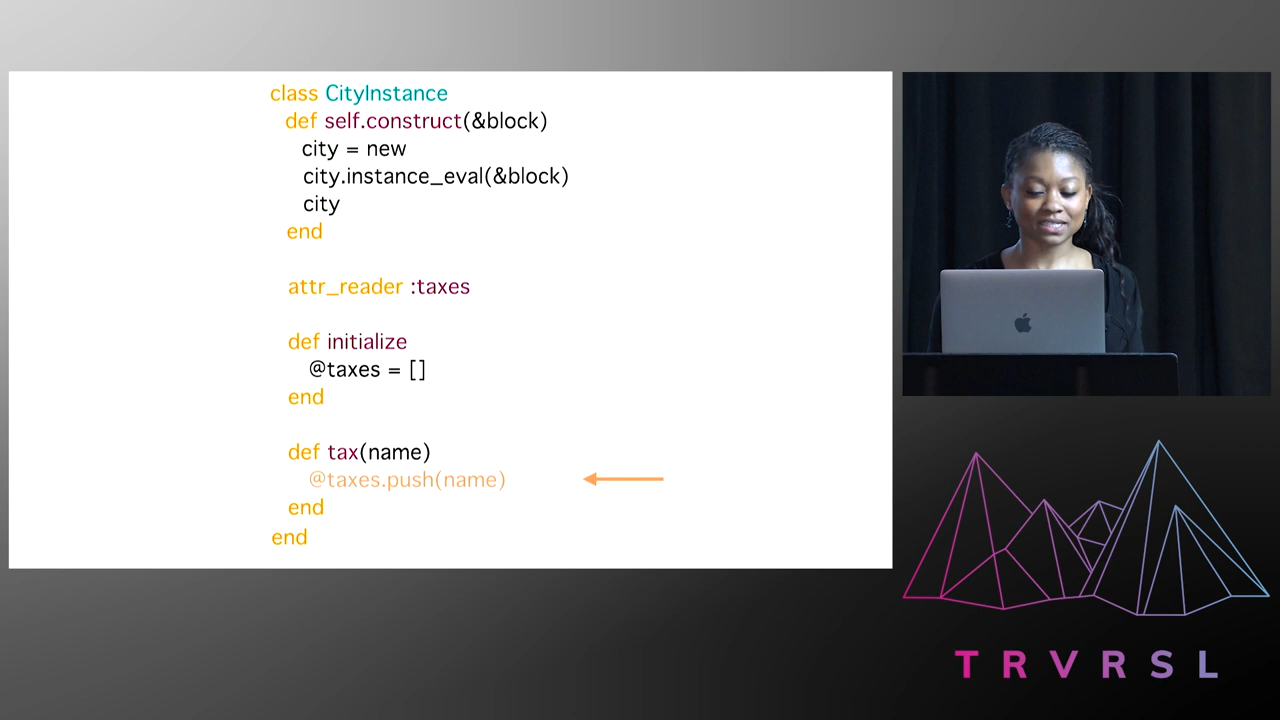 class CityInstance
def self.construct(&block)
city = new
city.instance_eval(&block)
city
end
attr_reader :taxes
def initialize
@taxes = []
end
def tax(name)
@taxes.push(name)
end
end
TRVRSL